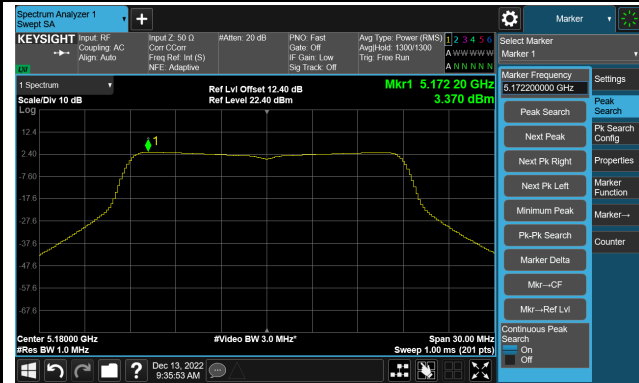 Spectrum Analyzer 1
Swept SA
Marker
KEYSIGHT
Input: RF
Coupling: AC
Align: Auto
Input Z: 50 Ω
Corr CCorr
Freq Ref: Int (S)
NFE: Adaptive
#Atten: 20 dB
PNO: Fast
Gate: Off
IF Gain: Low
Sig Track: Off
Avg Type: Power (RMS)
Avg|Hold: 1300/1300
Trig: Free Run
1 2 3 4 5 6
A W W W W W
A N N N N N
LXI
Select Marker
Marker 1
1 Spectrum
Scale/Div 10 dB
Ref Lvl Offset 12.40 dB
Ref Level 22.40 dBm
Mkr1 5.172 20 GHz
3.370 dBm
Log
12.4
2.40
-7.60
-17.6
-27.6
-37.6
-47.6
-57.6
-67.6
1
Center 5.18000 GHz
#Res BW 1.0 MHz
#Video BW 3.0 MHz*
Span 30.00 MHz
Sweep 1.00 ms (201 pts)
Marker Frequency
5.172200000 GHz
Peak Search
Next Peak
Next Pk Right
Next Pk Left
Minimum Peak
Pk-Pk Search
Marker Delta
Mkr→CF
Mkr→Ref Lvl
Continuous Peak
Search
On
Off
Settings
Peak
Search
Pk Search
Config
Properties
Marker
Function
Marker→
Counter
Dec 13, 2022
9:35:53 AM